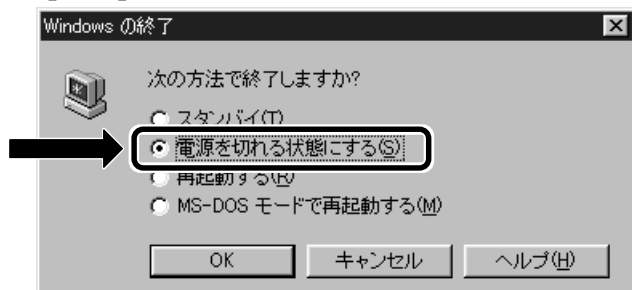 Windows の終了
次の方法で終了しますか?
スタンバイ(T)
電源を切れる状態にする(S)
再起動する(R)
MS-DOS モードで再起動する(M)
OK キャンセル ヘルプ(H)